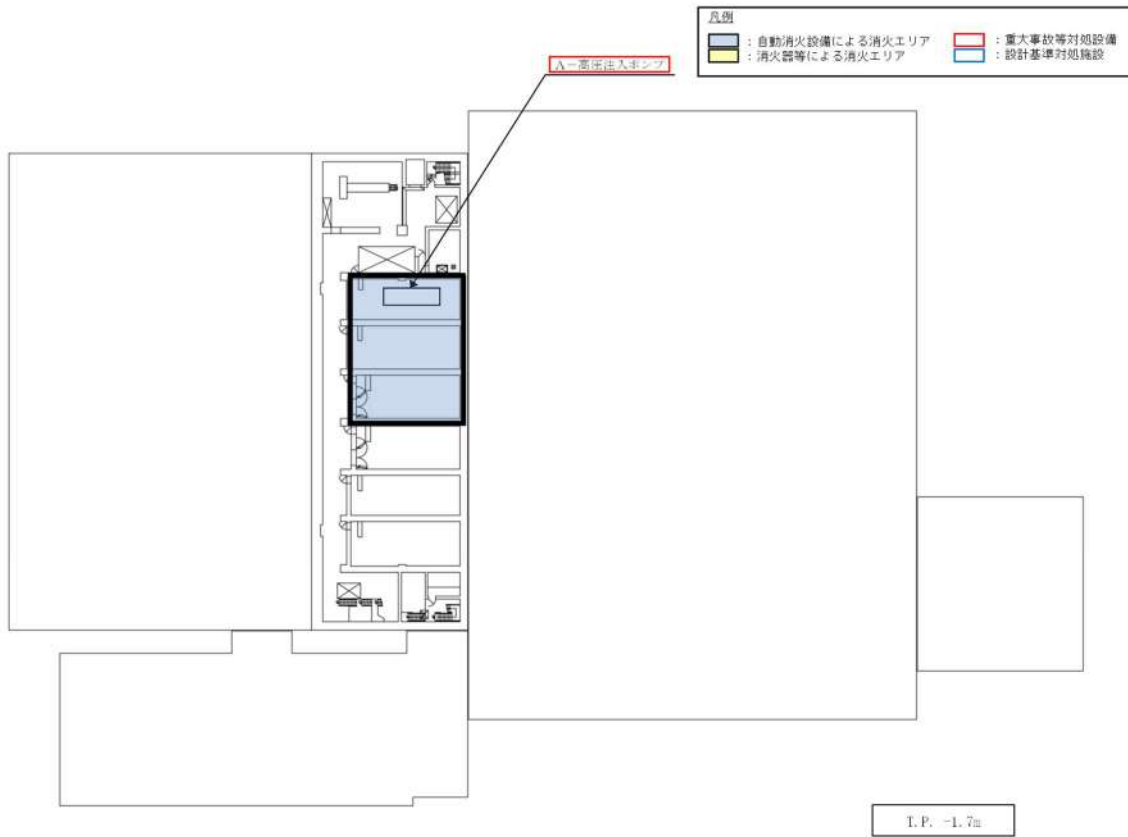 凡例
：自動消火設備による消火エリア
：消火器等による消火エリア
：重大事故等対処設備
：設計基準対処施設
A－高圧注入ポンプ
T.P. -1.7m